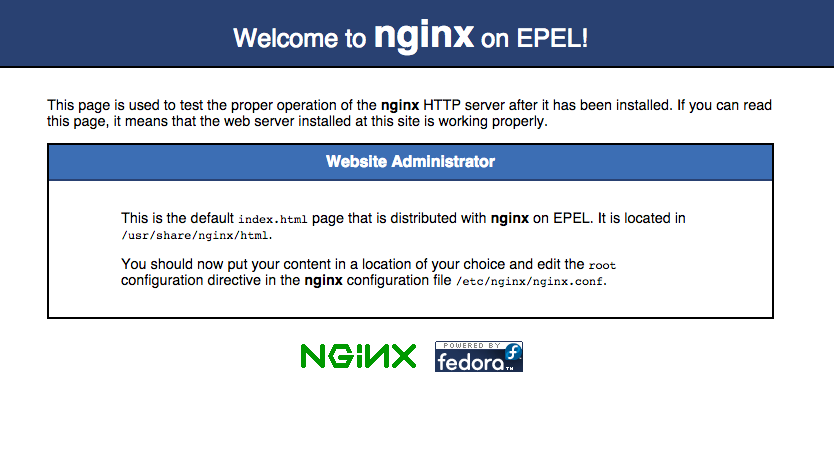 Welcome to nginx on EPEL!
This page is used to test the proper operation of the nginx HTTP server after it has been installed. If you can read
this page, it means that the web server installed at this site is working properly.
Website Administrator
This is the default index.html page that is distributed with nginx on EPEL. It is located in
/usr/share/nginx/html.
You should now put your content in a location of your choice and edit the root
configuration directive in the nginx configuration file /etc/nginx/nginx.conf.
NGiNX
POWERED BY
fedora™